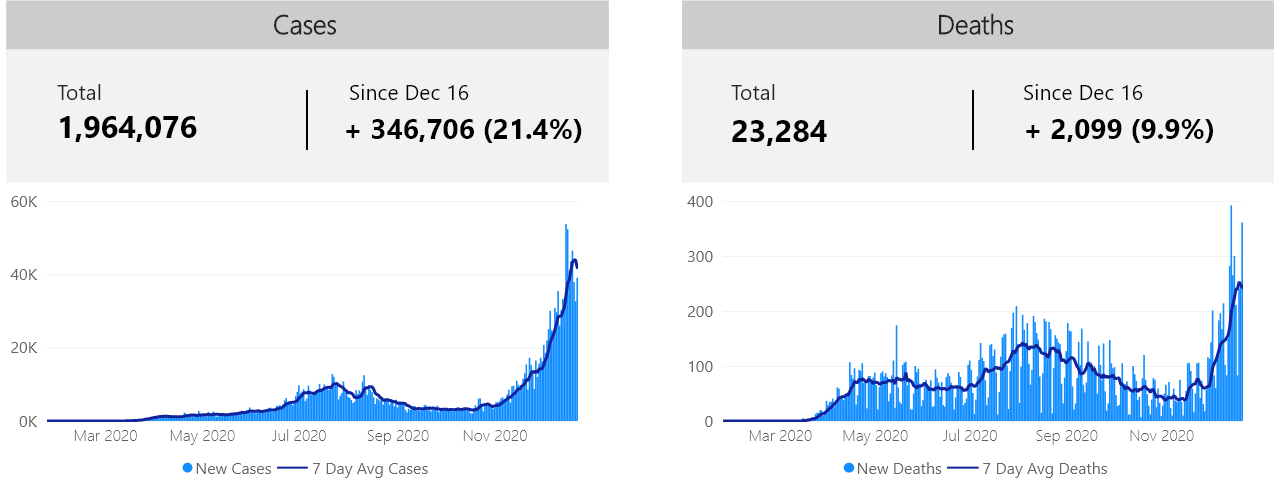 Cases
Total
Since Dec 16
1,964,076
+ 346,706 (21.4%)
60K
40K
20K
0K
Mar 2020 May 2020 Jul 2020 Sep 2020 Nov 2020
New Cases 7 Day Avg Cases
Deaths
Total
Since Dec 16
23,284
+ 2,099 (9.9%)
400
300
200
100
0
Mar 2020 May 2020 Jul 2020 Sep 2020 Nov 2020
New Deaths 7 Day Avg Deaths